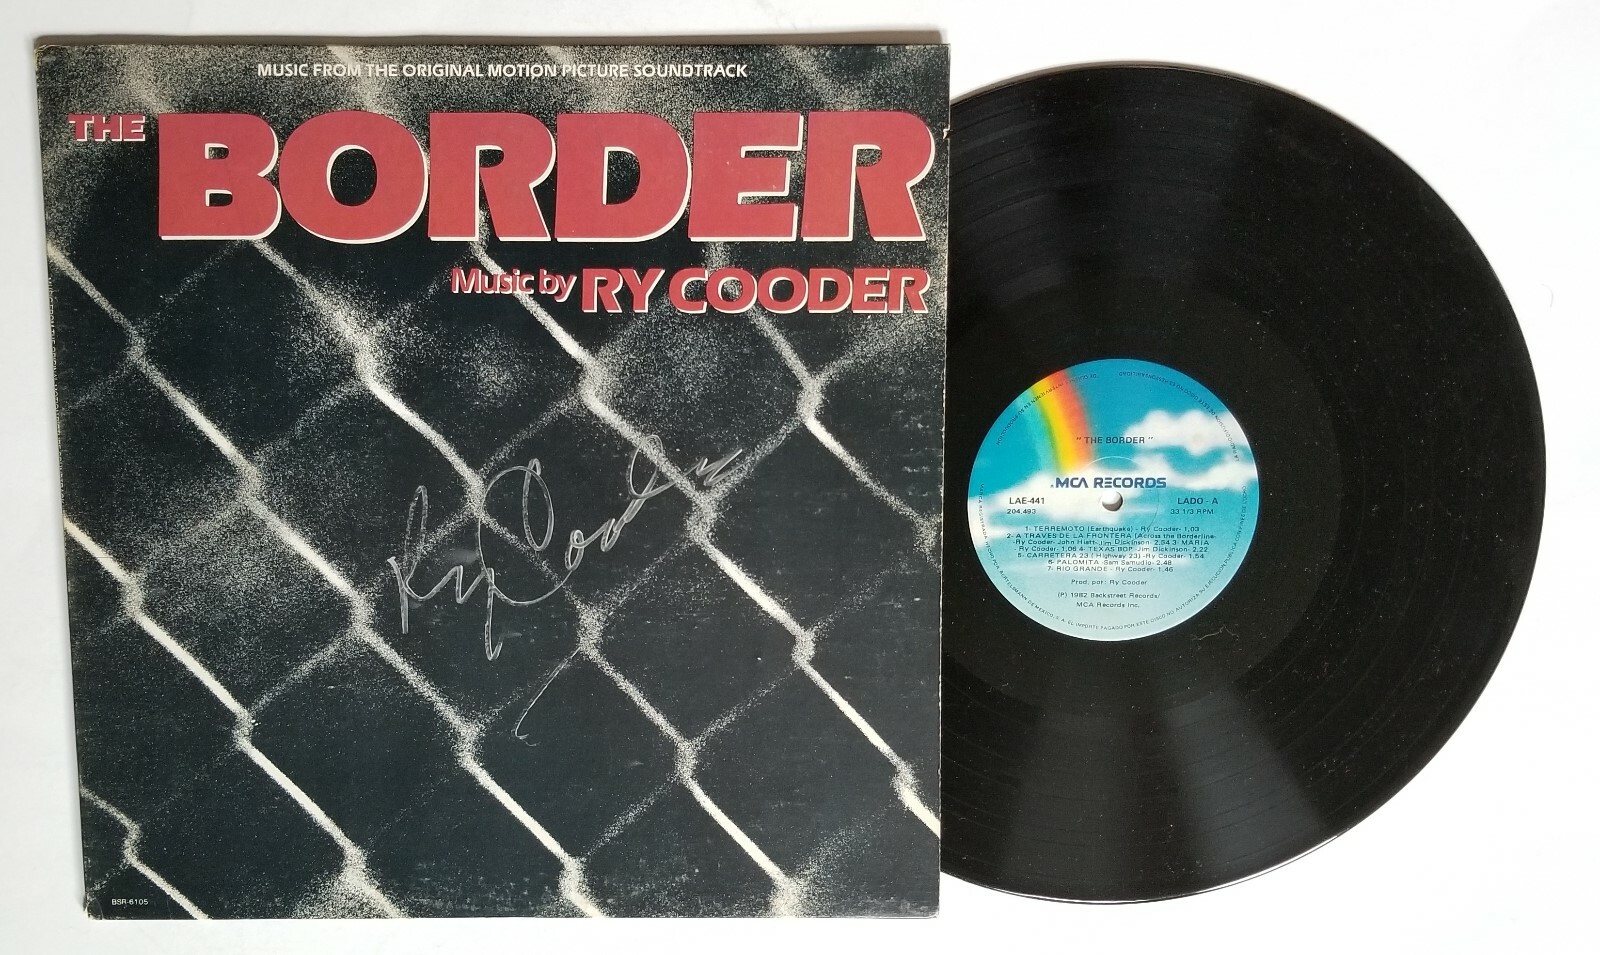 MUSIC FROM THE ORIGINAL MOTION PICTURE SOUNDTRACK
THE BORDER
Music by RY COODER
Ry Cooder
BSR-6105
" THE BORDER "
MCA RECORDS
LAE-441
204,493
LADO - A
33 1/3 RPM.
1- TERREMOTO (Earthquake) - Ry Cooder- 1,03
2- A TRAVES DE LA FRONTERA (Across the Borderline
-Ry Cooder- John Hiatt- Jim Dickinson- 2,54 3- MARIA
-Ry Cooder- 1,06 4- TEXAS BOP -Jim Dickinson- 2,22
5- CARRETERA 23 ( Highway 23) -Ry Cooder- 1,54
6- PALOMITA -Sam Samudio- 2,48
7- RIO GRANDE - Ry Cooder- 1,46
Prod. por: Ry Cooder
(P) 1982 Backstreet Records/
MCA Records Inc.